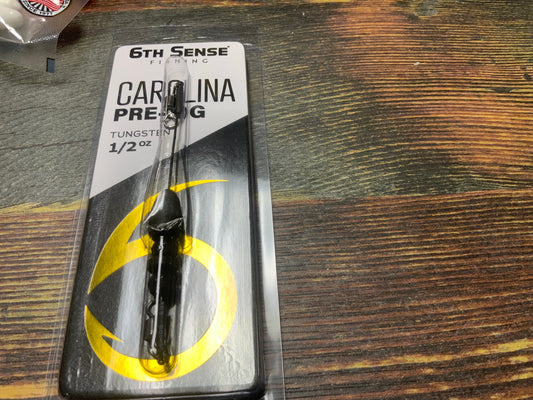 6TH SENSE
FISHING
CAROLINA
PRE-RIG
TUNGSTEN
1/2 OZ